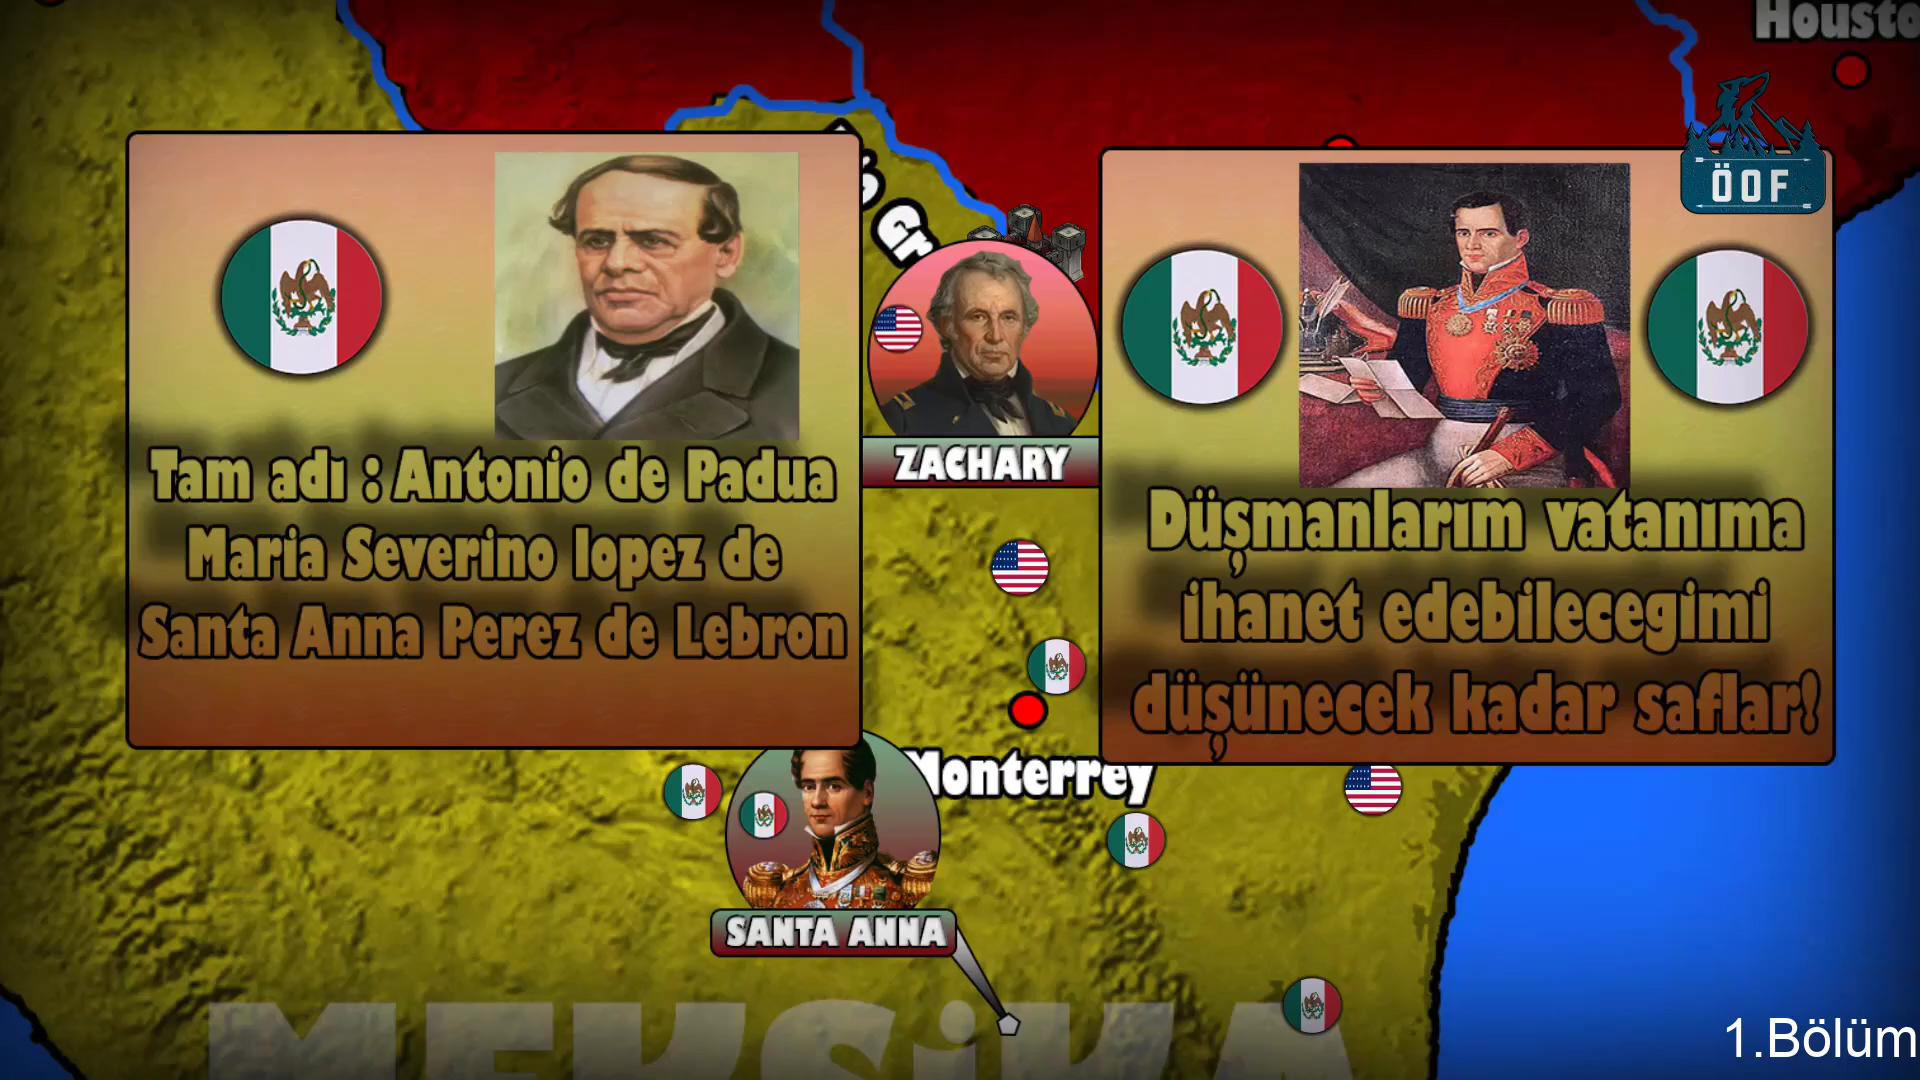 Housto
ÖOF
Gr
ZACHARY
Tam adı : Antonio de Padua
Maria Severino lopez de
Santa Anna Perez de Lebron
Düşmanlarım vatanıma
ihanet edebilecegimi
düşünecek kadar saflar!
Monterrey
SANTA ANNA
MEKSİKA
1.Bölüm